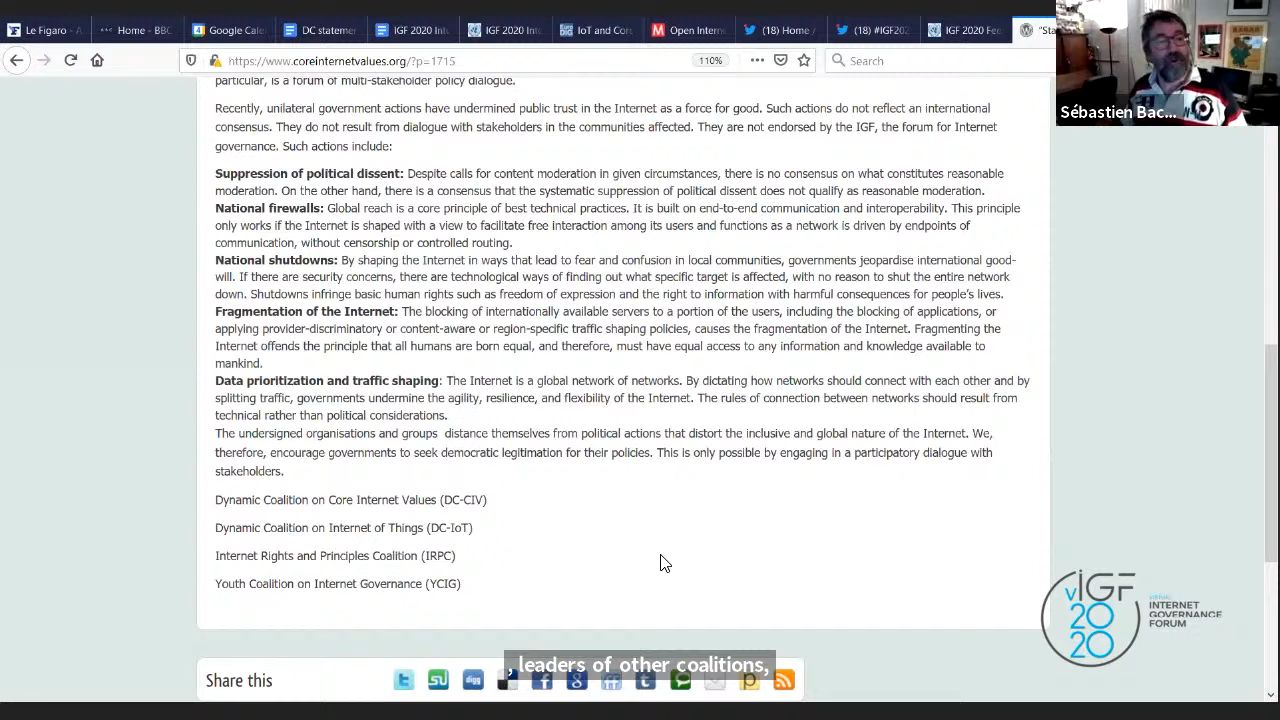 Le Figaro - A
Home - BBC
Google Cale
DC stateme
IGF 2020 Int
IGF 2020 In
IoT and Cor
Open Intern
(18) Home /
(18) #IGF202
IGF 2020 Fee
"Sta
https://www.coreinternetvalues.org/?p=1715
110%
Search
Sébastien Bac...
particular, is a forum of multi-stakeholder policy dialogue.
Recently, unilateral government actions have undermined public trust in the Internet as a force for good. Such actions do not reflect an international
consensus. They do not result from dialogue with stakeholders in the communities affected. They are not endorsed by the IGF, the forum for Internet
governance. Such actions include:
Suppression of political dissent: Despite calls for content moderation in given circumstances, there is no consensus on what constitutes reasonable
moderation. On the other hand, there is a consensus that the systematic suppression of political dissent does not qualify as reasonable moderation.
National firewalls: Global reach is a core principle of best technical practices. It is built on end-to-end communication and interoperability. This principle
only works if the Internet is shaped with a view to facilitate free interaction among its users and functions as a network is driven by endpoints of
communication, without censorship or controlled routing.
National shutdowns: By shaping the Internet in ways that lead to fear and confusion in local communities, governments jeopardise international good-
will. If there are security concerns, there are technological ways of finding out what specific target is affected, with no reason to shut the entire network
down. Shutdowns infringe basic human rights such as freedom of expression and the right to information with harmful consequences for people's lives.
Fragmentation of the Internet: The blocking of internationally available servers to a portion of the users, including the blocking of applications, or
applying provider-discriminatory or content-aware or region-specific traffic shaping policies, causes the fragmentation of the Internet. Fragmenting the
Internet offends the principle that all humans are born equal, and therefore, must have equal access to any information and knowledge available to
mankind.
Data prioritization and traffic shaping: The Internet is a global network of networks. By dictating how networks should connect with each other and by
splitting traffic, governments undermine the agility, resilience, and flexibility of the Internet. The rules of connection between networks should result from
technical rather than political considerations.
The undersigned organisations and groups distance themselves from political actions that distort the inclusive and global nature of the Internet. We,
therefore, encourage governments to seek democratic legitimation for their policies. This is only possible by engaging in a participatory dialogue with
stakeholders.
Dynamic Coalition on Core Internet Values (DC-CIV)
Dynamic Coalition on Internet of Things (DC-IoT)
Internet Rights and Principles Coalition (IRPC)
Youth Coalition on Internet Governance (YCIG)
vIGF
2020
VIRTUAL
INTERNET
GOVERNANCE
FORUM
, leaders of other coalitions,
Share this
digg